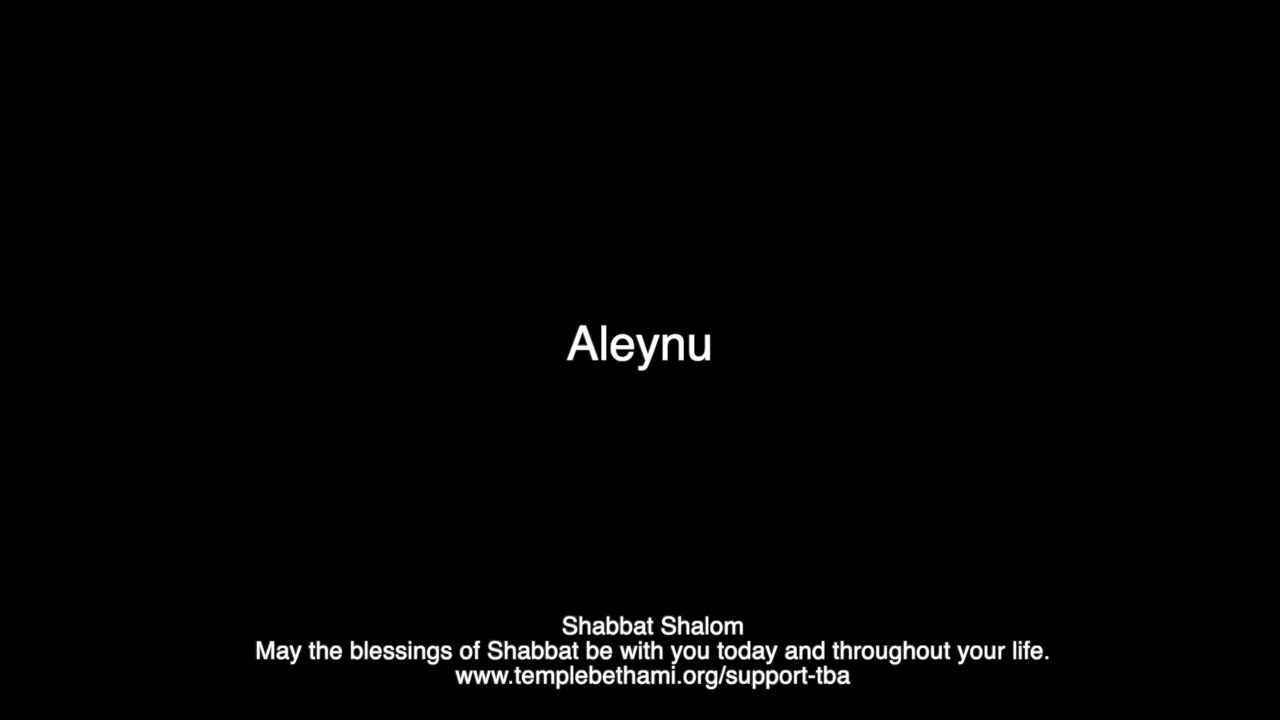 Aleynu
Shabbat Shalom
May the blessings of Shabbat be with you today and throughout your life.
www.templebethami.org/support-tba